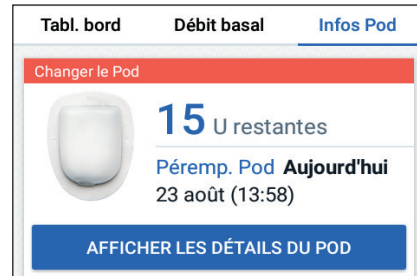 Tabl. bord Débit basal Infos Pod
Changer le Pod
15 U restantes
Péremp. Pod Aujourd'hui
23 août (13:58)
AFFICHER LES DÉTAILS DU POD